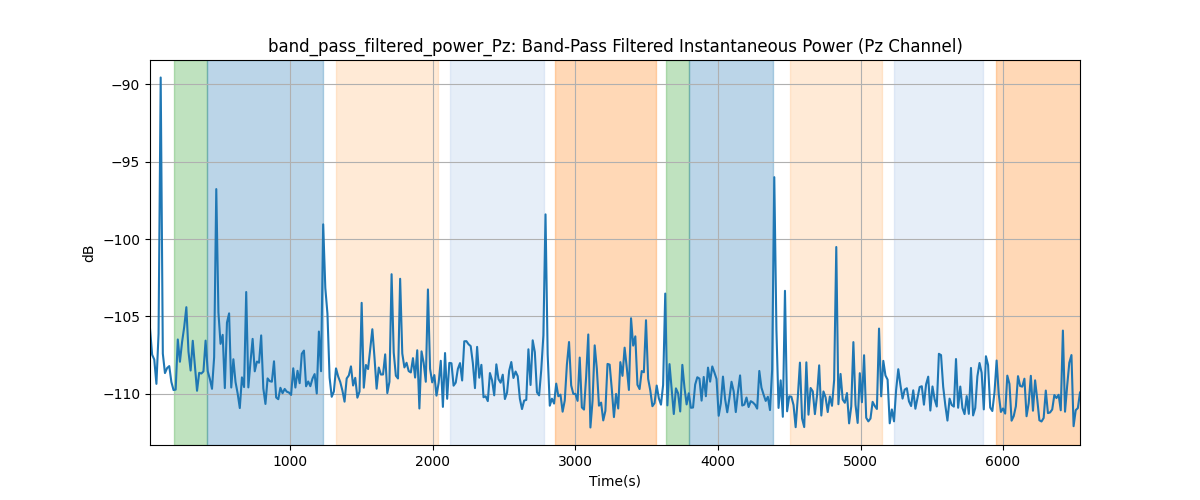 band_pass_filtered_power_Pz: Band-Pass Filtered Instantaneous Power (Pz Channel)
−90
−95
−100
−105
−110
dB
1000 2000 3000 4000 5000 6000
Time(s)